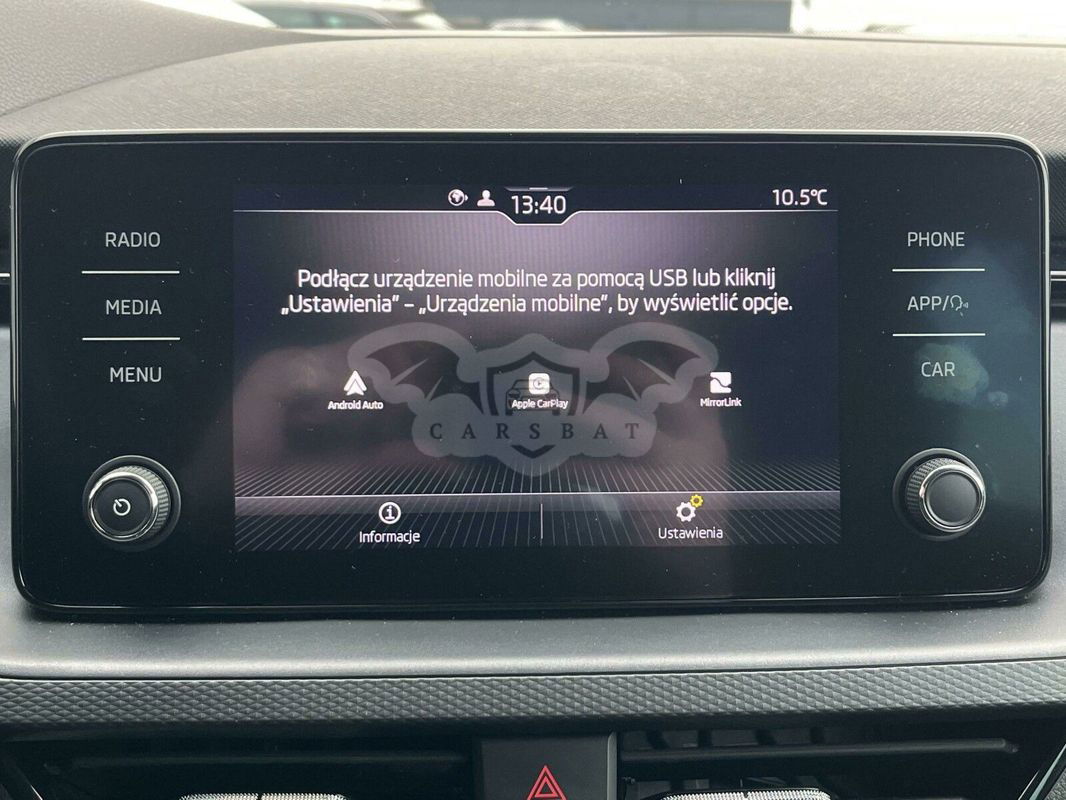 13:40
10.5°C
RADIO
MEDIA
MENU
PHONE
APP/
CAR
Podłącz urządzenie mobilne za pomocą USB lub kliknij
„Ustawienia” – „Urządzenia mobilne”, by wyświetlić opcje.
Android Auto
Apple CarPlay
MirrorLink
CARSBAT
Informacje
Ustawienia